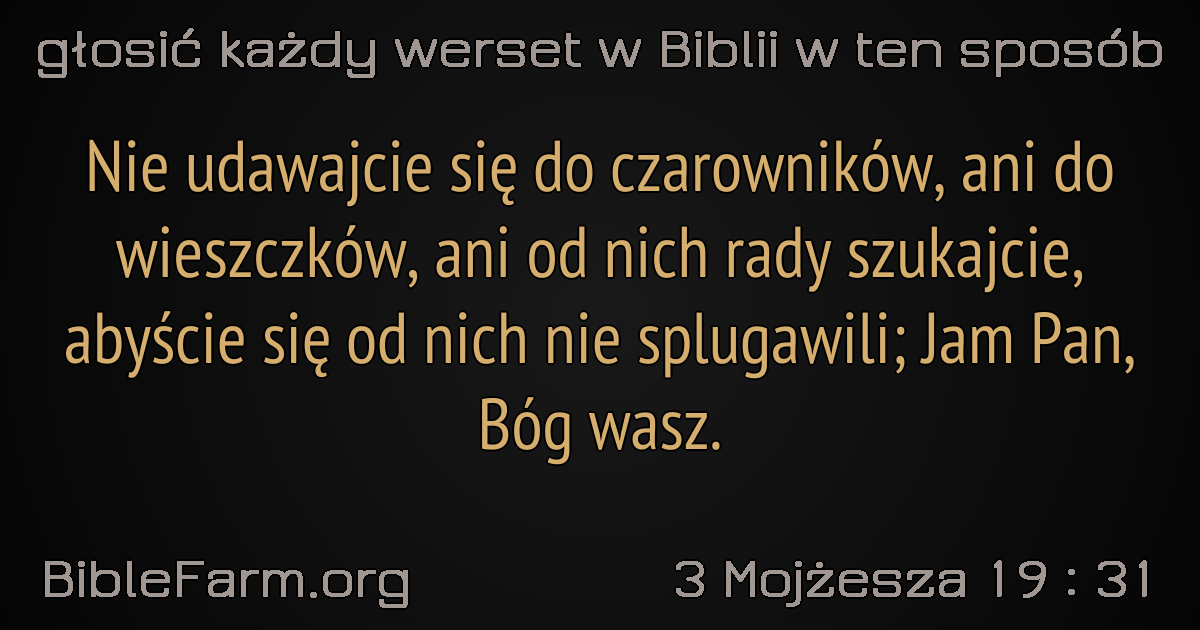 głosić każdy werset w Biblii w ten sposób
Nie udawajcie się do czarowników, ani do
wieszczków, ani od nich rady szukajcie,
abyście się od nich nie splugawili; Jam Pan,
Bóg wasz.
BibleFarm.org
3 Mojżesza 19 : 31